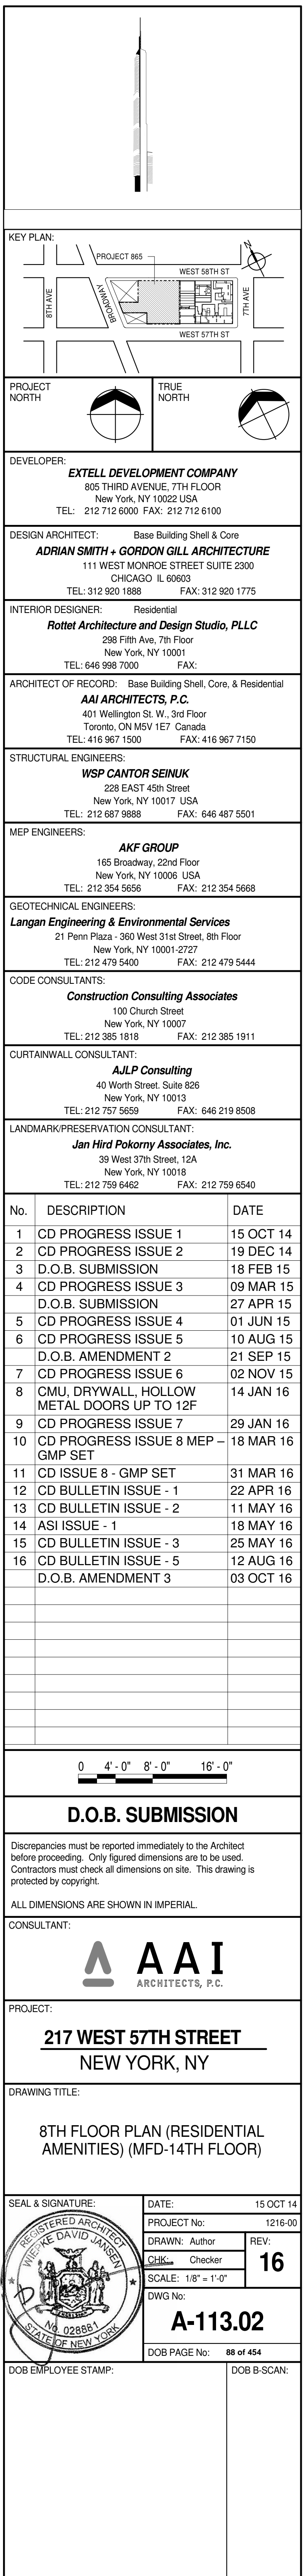 KEY PLAN:
N
PROJECT 865
WEST 58TH ST
8TH AVE
BROADWAY
7TH AVE
WEST 57TH ST
PROJECT
NORTH
TRUE
NORTH
DEVELOPER:
EXTELL DEVELOPMENT COMPANY
805 THIRD AVENUE, 7TH FLOOR
New York, NY 10022 USA
TEL: 212 712 6000 FAX: 212 712 6100
DESIGN ARCHITECT: Base Building Shell & Core
ADRIAN SMITH + GORDON GILL ARCHITECTURE
111 WEST MONROE STREET SUITE 2300
CHICAGO IL 60603
TEL: 312 920 1888 FAX: 312 920 1775
INTERIOR DESIGNER: Residential
Rottet Architecture and Design Studio, PLLC
298 Fifth Ave, 7th Floor
New York, NY 10001
TEL: 646 998 7000 FAX:
ARCHITECT OF RECORD: Base Building Shell, Core, & Residential
AAI ARCHITECTS, P.C.
401 Wellington St. W., 3rd Floor
Toronto, ON M5V 1E7 Canada
TEL: 416 967 1500 FAX: 416 967 7150
STRUCTURAL ENGINEERS:
WSP CANTOR SEINUK
228 EAST 45th Street
New York, NY 10017 USA
TEL: 212 687 9888 FAX: 646 487 5501
MEP ENGINEERS:
AKF GROUP
165 Broadway, 22nd Floor
New York, NY 10006 USA
TEL: 212 354 5656 FAX: 212 354 5668
GEOTECHNICAL ENGINEERS:
Langan Engineering & Environmental Services
21 Penn Plaza - 360 West 31st Street, 8th Floor
New York, NY 10001-2727
TEL: 212 479 5400 FAX: 212 479 5444
CODE CONSULTANTS:
Construction Consulting Associates
100 Church Street
New York, NY 10007
TEL: 212 385 1818 FAX: 212 385 1911
CURTAINWALL CONSULTANT:
AJLP Consulting
40 Worth Street. Suite 826
New York, NY 10013
TEL: 212 757 5659 FAX: 646 219 8508
LANDMARK/PRESERVATION CONSULTANT:
Jan Hird Pokorny Associates, Inc.
39 West 37th Street, 12A
New York, NY 10018
TEL: 212 759 6462 FAX: 212 759 6540
No. DESCRIPTION DATE
1 CD PROGRESS ISSUE 1 15 OCT 14
2 CD PROGRESS ISSUE 2 19 DEC 14
3 D.O.B. SUBMISSION 18 FEB 15
4 CD PROGRESS ISSUE 3 09 MAR 15
D.O.B. SUBMISSION 27 APR 15
5 CD PROGRESS ISSUE 4 01 JUN 15
6 CD PROGRESS ISSUE 5 10 AUG 15
D.O.B. AMENDMENT 2 21 SEP 15
7 CD PROGRESS ISSUE 6 02 NOV 15
8 CMU, DRYWALL, HOLLOW 14 JAN 16
METAL DOORS UP TO 12F
9 CD PROGRESS ISSUE 7 29 JAN 16
10 CD PROGRESS ISSUE 8 MEP – 18 MAR 16
GMP SET
11 CD ISSUE 8 - GMP SET 31 MAR 16
12 CD BULLETIN ISSUE - 1 22 APR 16
13 CD BULLETIN ISSUE - 2 11 MAY 16
14 ASI ISSUE - 1 18 MAY 16
15 CD BULLETIN ISSUE - 3 25 MAY 16
16 CD BULLETIN ISSUE - 5 12 AUG 16
D.O.B. AMENDMENT 3 03 OCT 16
0 4' - 0" 8' - 0" 16' - 0"
D.O.B. SUBMISSION
Discrepancies must be reported immediately to the Architect
before proceeding. Only figured dimensions are to be used.
Contractors must check all dimensions on site. This drawing is
protected by copyright.
ALL DIMENSIONS ARE SHOWN IN IMPERIAL.
CONSULTANT:
AAI
ARCHITECTS, P.C.
PROJECT:
217 WEST 57TH STREET
NEW YORK, NY
DRAWING TITLE:
8TH FLOOR PLAN (RESIDENTIAL
AMENITIES) (MFD-14TH FLOOR)
SEAL & SIGNATURE:
REGISTERED ARCHITECT
DAVID JANSEN
No. 028881
STATE OF NEW YORK
DATE: 15 OCT 14
PROJECT No: 1216-00
DRAWN: Author
CHK: Checker
SCALE: 1/8" = 1'-0"
REV:
16
DWG No:
A-113.02
DOB PAGE No: 88 of 454
DOB EMPLOYEE STAMP:
DOB B-SCAN: